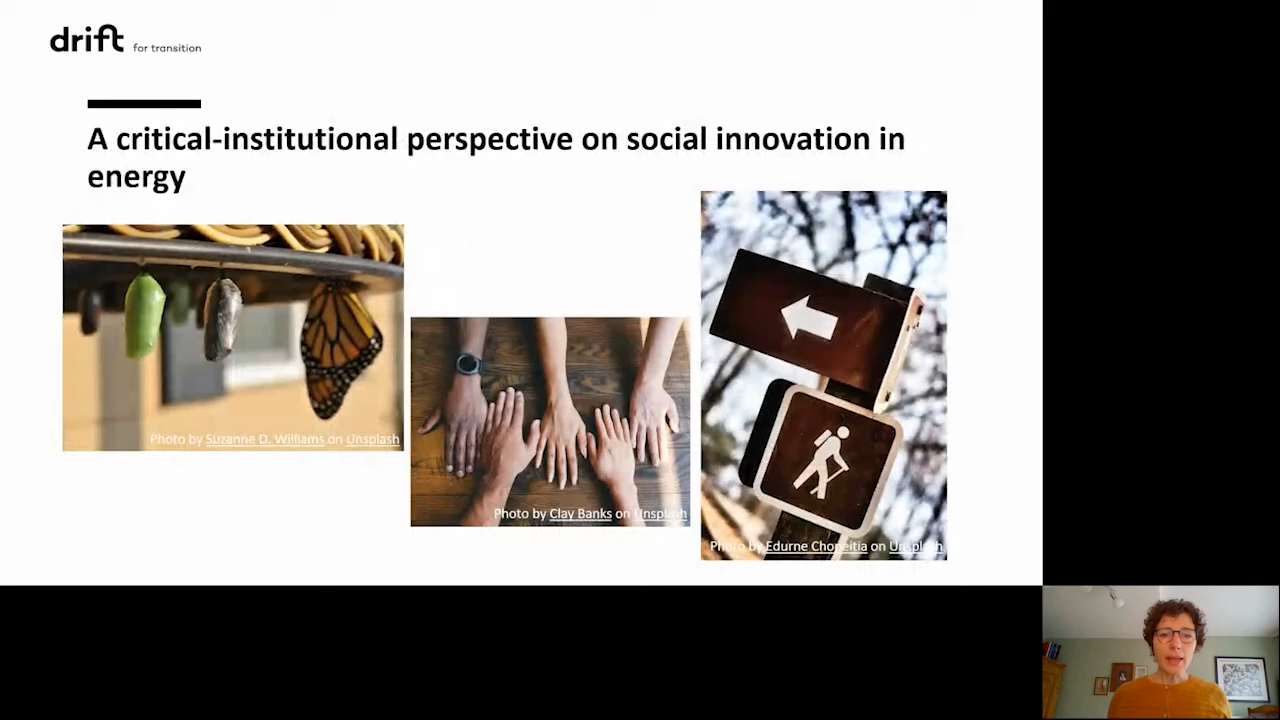 drift for transition
A critical-institutional perspective on social innovation in
energy
Photo by Suzanne D. Williams on Unsplash
Photo by Clay Banks on Unsplash
Photo by Edurne Chopeitia on Unsplash